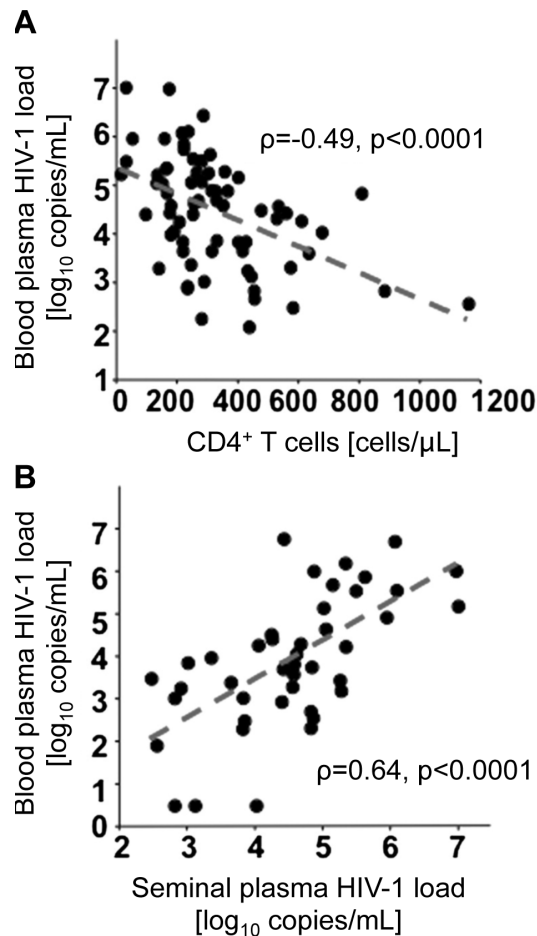 A
Blood plasma HIV-1 load
[log10 copies/mL]
7
6
5
4
3
2
1
ρ=-0.49, p<0.0001
0 200 400 600 800 1000 1200
CD4+ T cells [cells/μL]
B
Blood plasma HIV-1 load
[log10 copies/mL]
7
6
5
4
3
2
1
0
ρ=0.64, p<0.0001
2 3 4 5 6 7
Seminal plasma HIV-1 load
[log10 copies/mL]